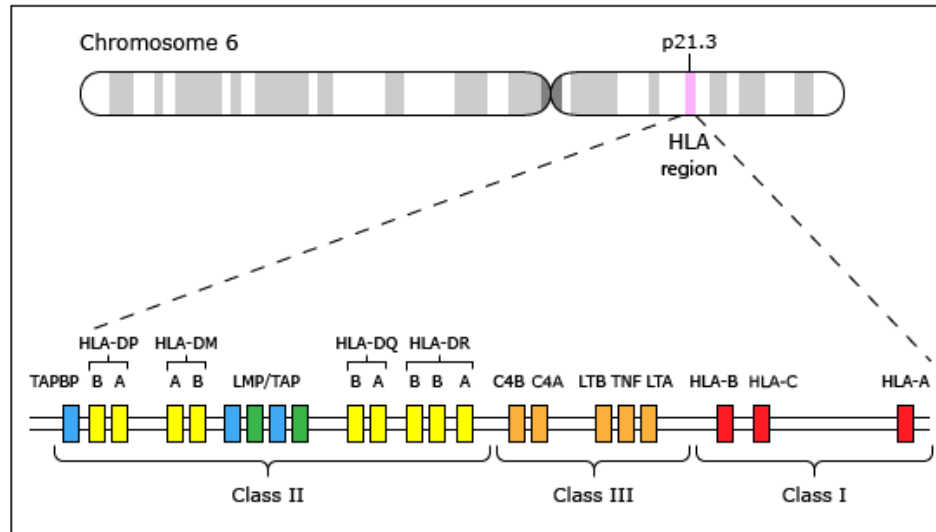 Chromosome 6
p21.3
HLA
region
HLA-DP HLA-DM HLA-DQ HLA-DR
TAPBP B A A B LMP/TAP B A B B A C4B C4A LTB TNF LTA HLA-B HLA-C HLA-A
Class II Class III Class I